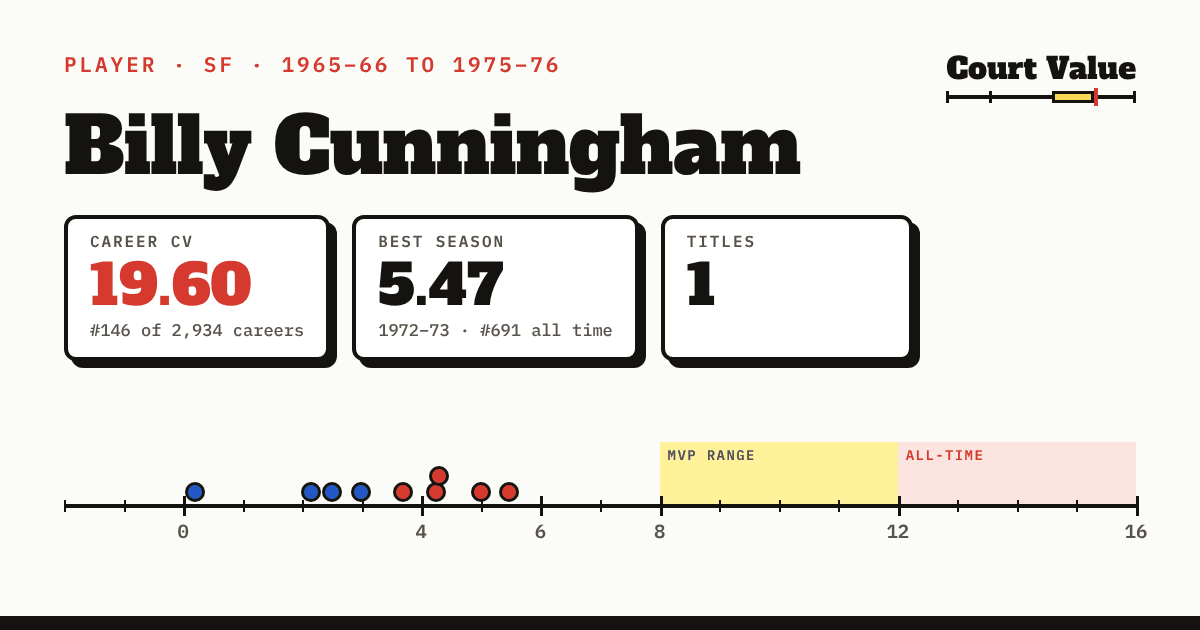 PLAYER · SF · 1965–66 TO 1975–76
Court Value
Billy Cunningham
CAREER CV
19.60
#146 of 2,934 careers
BEST SEASON
5.47
1972–73 · #691 all time
TITLES
1
MVP RANGE
ALL-TIME
0 4 6 8 12 16